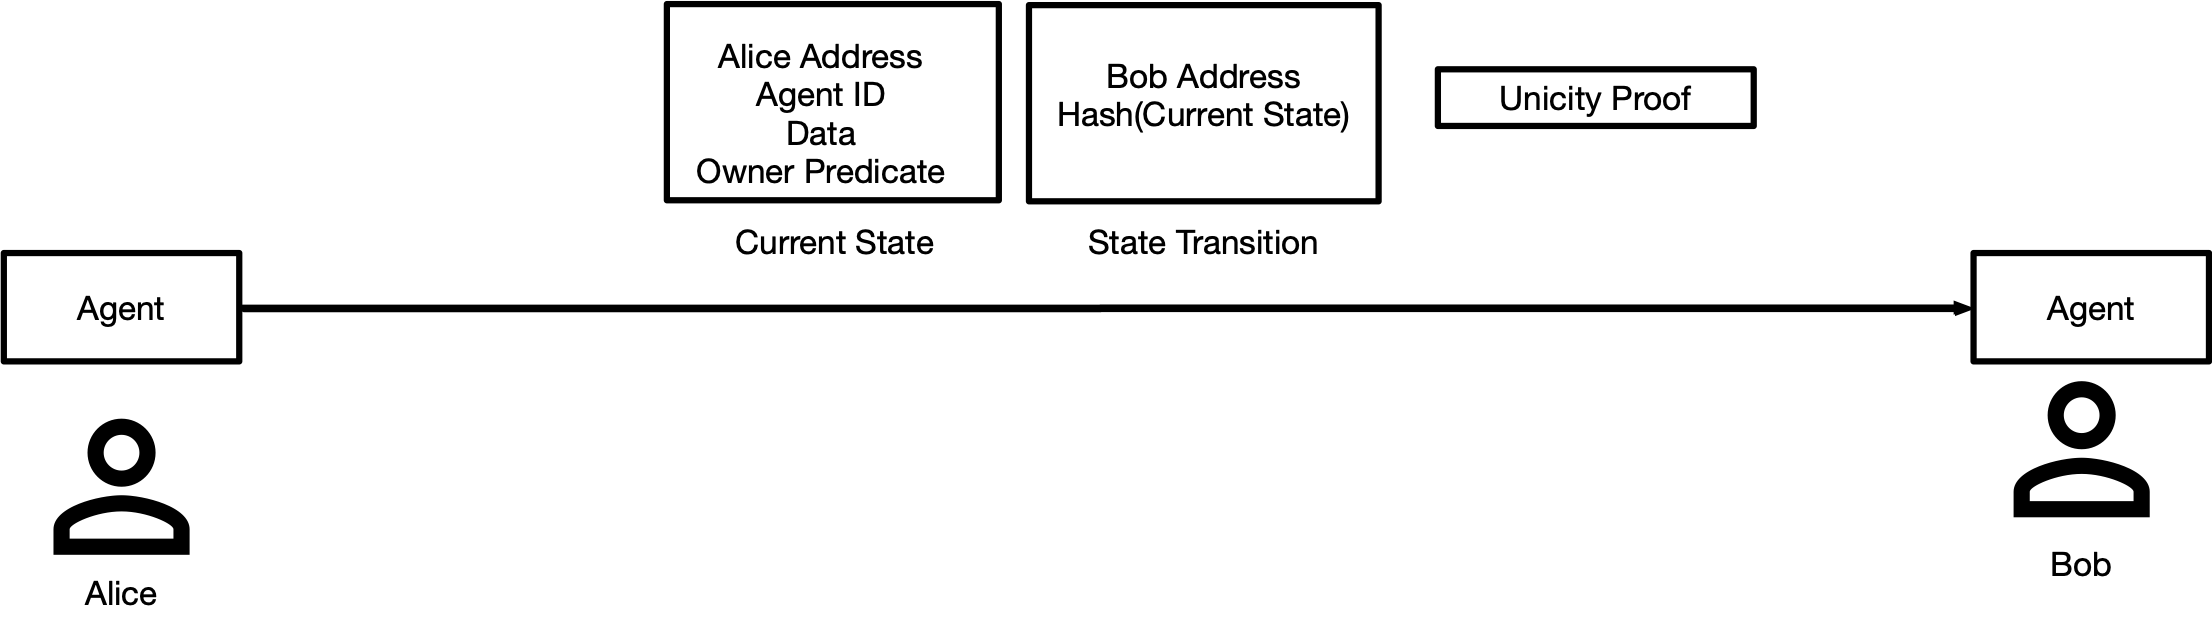 Alice Address
Agent ID
Data
Owner Predicate
Current State
Bob Address
Hash(Current State)
State Transition
Unicity Proof
Agent
Agent
Alice
Bob